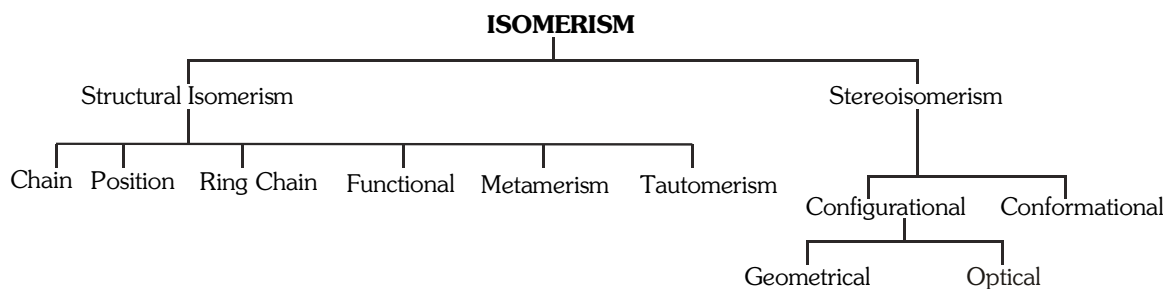 ISOMERISM
Structural Isomerism Stereoisomerism
Chain Position Ring Chain Functional Metamerism Tautomerism
Configurational Conformational
Geometrical Optical